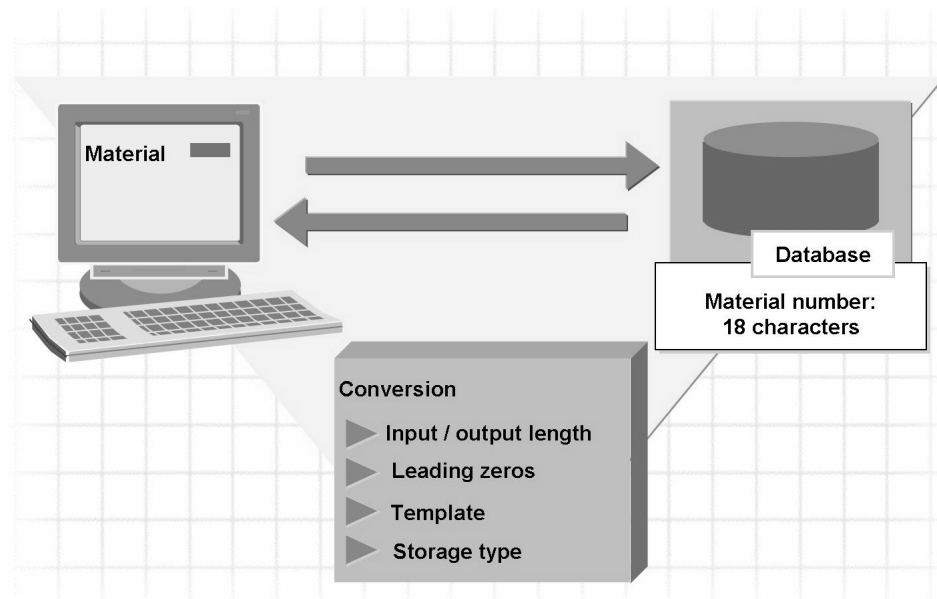 Material
Database
Material number:
18 characters
Conversion
Input / output length
Leading zeros
Template
Storage type